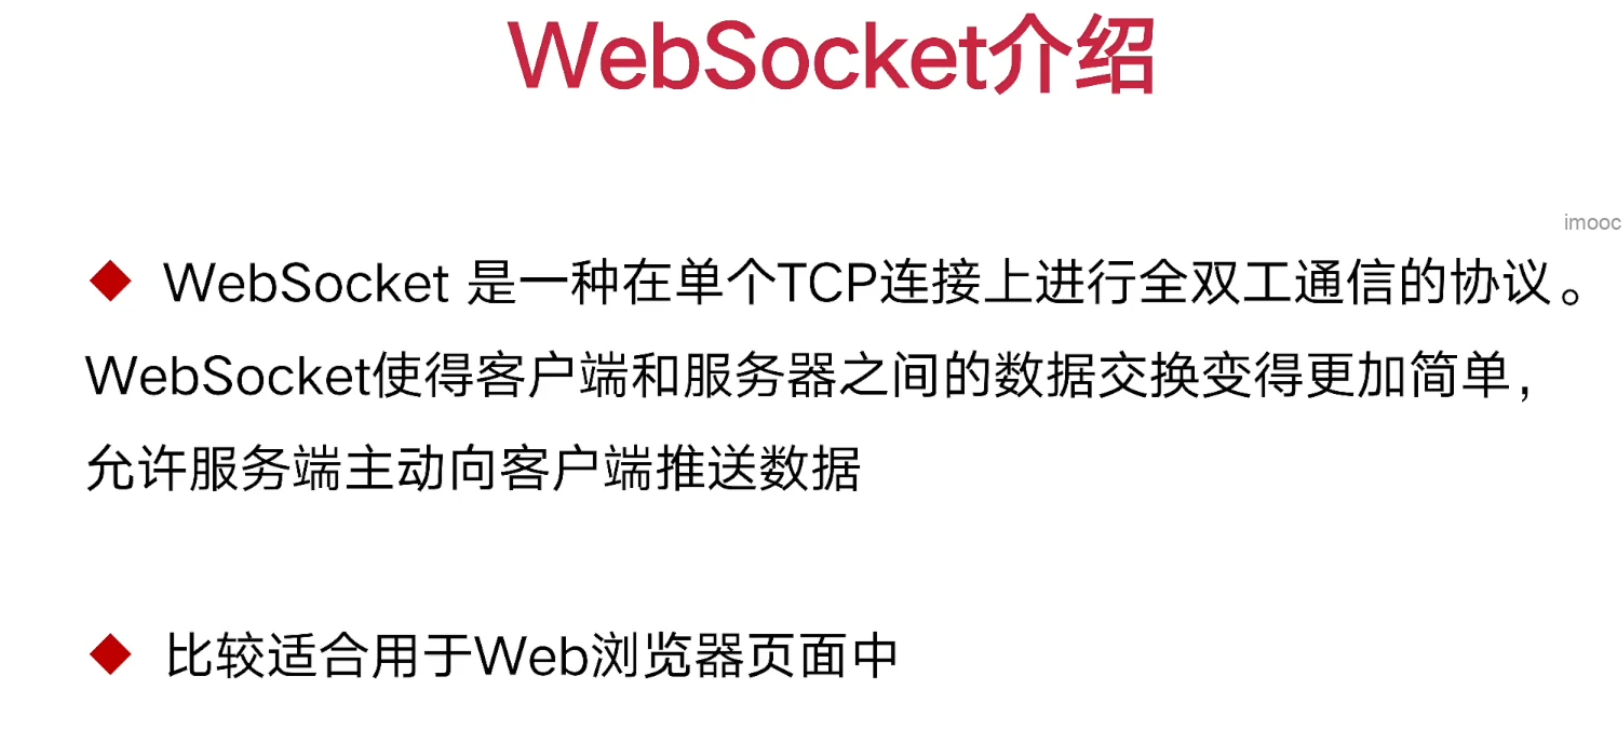 WebSocket介绍
imooc
◆ WebSocket 是一种在单个TCP连接上进行全双工通信的协议。
WebSocket使得客户端和服务器之间的数据交换变得更加简单，
允许服务端主动向客户端推送数据
◆ 比较适合用于Web浏览器页面中